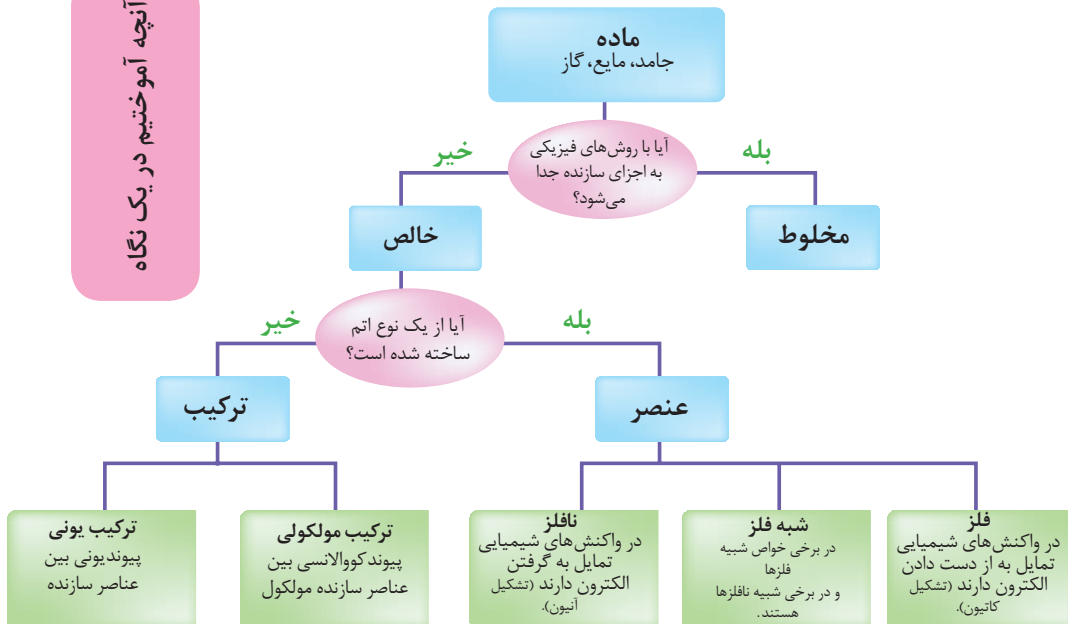 آنچه آموختیم در یک نگاه
ماده
جامد، مایع، گاز
آیا با روش‌های فیزیکی
به اجزای سازنده جدا
می‌شود؟
بله
خیر
مخلوط
خالص
آیا از یک نوع اتم
ساخته شده است؟
بله
خیر
عنصر
ترکیب
فلز
در واکنش‌های شیمیایی
تمایل به از دست دادن
الکترون دارند (تشکیل
کاتیون).
شبه فلز
در برخی خواص شبیه
فلزها
و در برخی شبیه نافلزها
هستند.
نافلز
در واکنش‌های شیمیایی
تمایل به گرفتن
الکترون دارند (تشکیل
آنیون).
ترکیب مولکولی
پیوند کووالانسی بین
عناصر سازنده مولکول
ترکیب یونی
پیوندیونی بین
عناصر سازنده